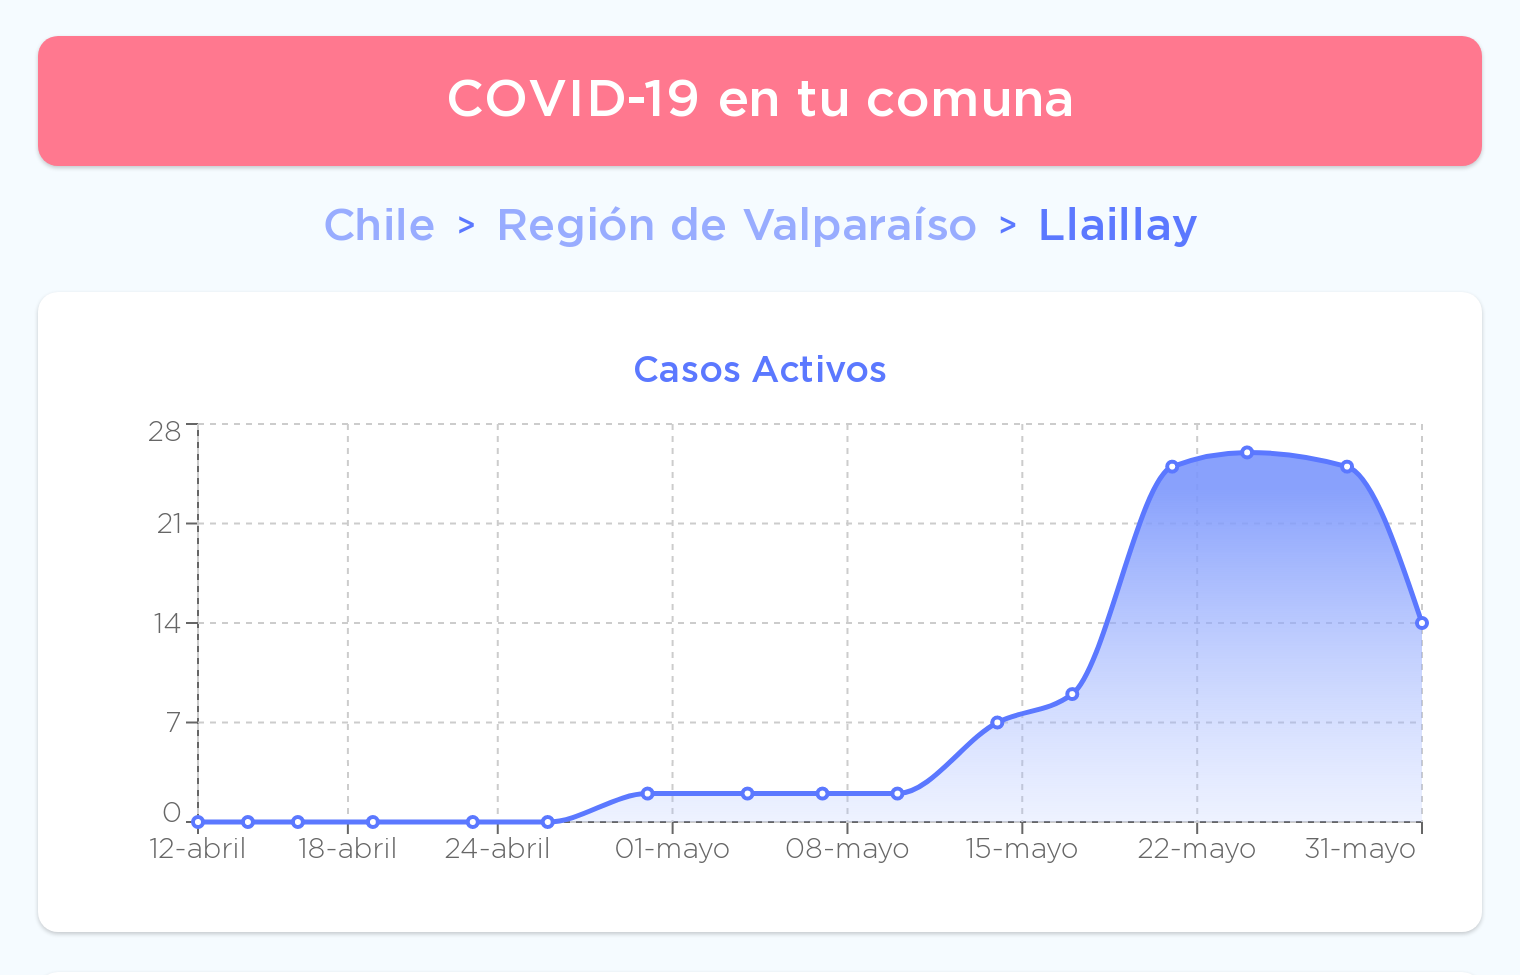 COVID-19 en tu comuna
Chile > Región de Valparaíso > Llaillay
Casos Activos
28
21
14
7
0
12-abril 18-abril 24-abril 01-mayo 08-mayo 15-mayo 22-mayo 31-mayo